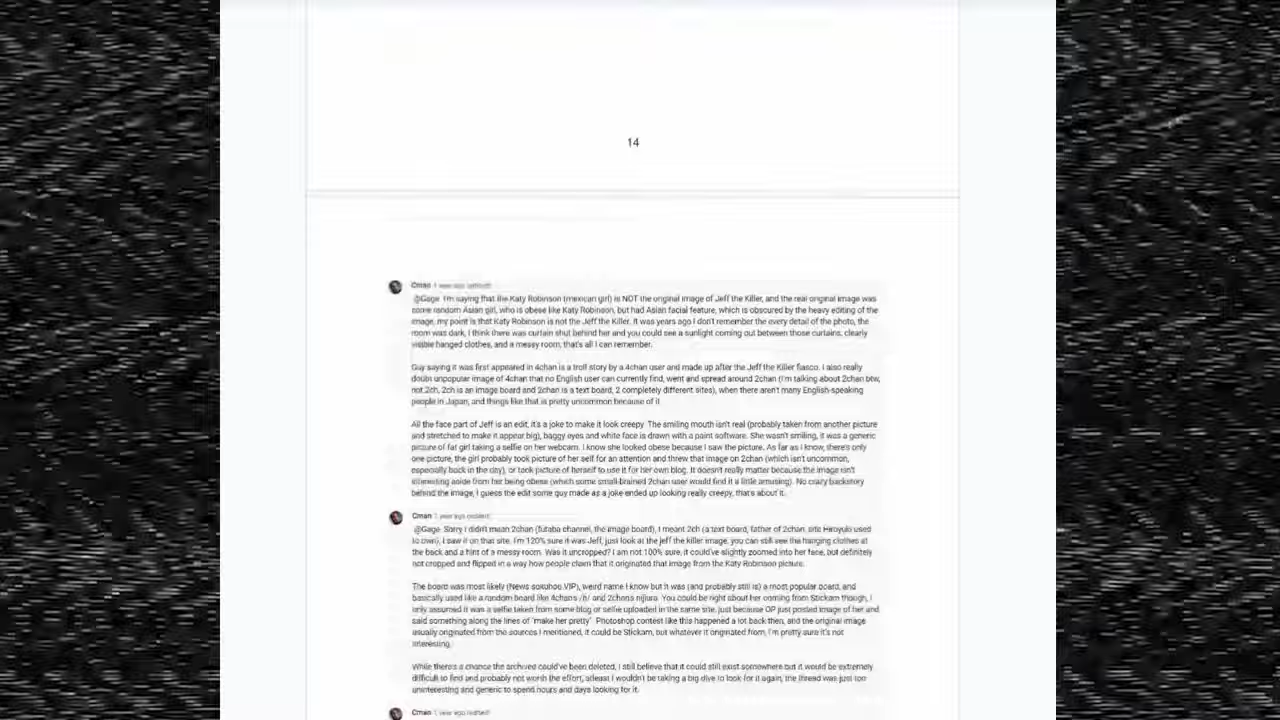 14
Cman 1 year ago (edited)
@Gage I'm saying that the Katy Robinson (mexican girl) is NOT the original image of Jeff the Killer, and the real original image was
some random Asian girl, who is obese like Katy Robinson, but had Asian facial feature, which is obscured by the heavy editing of the
image, my point is that Katy Robinson is not the Jeff the Killer. It was years ago I don't remember the every detail of the photo, the
room was dark, I think there was curtain shut behind her and you could see a sunlight coming out between those curtains, clearly
visible hanged clothes, and a messy room, that's all I can remember.
Guy saying it was first appeared in 4chan is a troll story by a 4chan user and made up after the Jeff the Killer fiasco. I also really
doubt unpopular image of 4chan that no English user can currently find, went and spread around 2chan (I'm talking about 2chan btw,
not 2ch, 2ch is an image board and 2chan is a text board, 2 completely different sites), when there aren't many English-speaking
people in Japan, and things like that is pretty uncommon because of it
All the face part of Jeff is an edit, it's a joke to make it look creepy. The smiling mouth isn't real (probably taken from another picture
and stretched to make it appear big), baggy eyes and white face is drawn with a paint software. She wasn't smiling, it was a generic
picture of fat girl taking a selfie on her webcam. I know she looked obese because I saw the picture. As far as I know, there's only
one picture, the girl probably took picture of her self for an attention and threw that image on 2chan (which isn't uncommon,
especially back in the day), or took picture of herself to use it for her own blog. It doesn't really matter because the image isn't
interesting aside from her being obese (which some small-brained 2chan user would find it a little amusing). No crazy backstory
behind the image, I guess the edit some guy made as a joke ended up looking really creepy, that's about it.
Cman 1 year ago (edited)
@Gage Sorry I didn't mean 2chan (futaba channel, the image board), I meant 2ch (a text board, father of 2chan, site Hiroyuki used
to own), I saw it on that site. I'm 120% sure it was Jeff, just look at the jeff the killer image, you can still see the hanging clothes at
the back and a hint of a messy room. Was it uncropped? I am not 100% sure, it could've slightly zoomed into her face, but definitely
not cropped and flipped in a way how people claim that it originated that image from the Katy Robinson picture.
The board was most likely (News sokuhou VIP), weird name I know but it was (and probably still is) a most popular board, and
basically used like a random board like 4chans /b/ and 2chans nijiura. You could be right about her coming from Stickam though, I
only assumed it was a selfie taken from some blog or selfie uploaded in the same site, just because OP just posted image of her and
said something along the lines of "make her pretty" Photoshop contest like this happened a lot back then, and the original image
usually originated from the sources I mentioned, it could be Stickam, but whatever it originated from, I'm pretty sure it's not
interesting.
While there's a chance the archived could've been deleted, I still believe that it could still exist somewhere but it would be extremely
difficult to find and probably not worth the effort, atleast I wouldn't be taking a big dive to look for it again, the thread was just too
uninteresting and generic to spend hours and days looking for it.
Cman 1 year ago (edited)